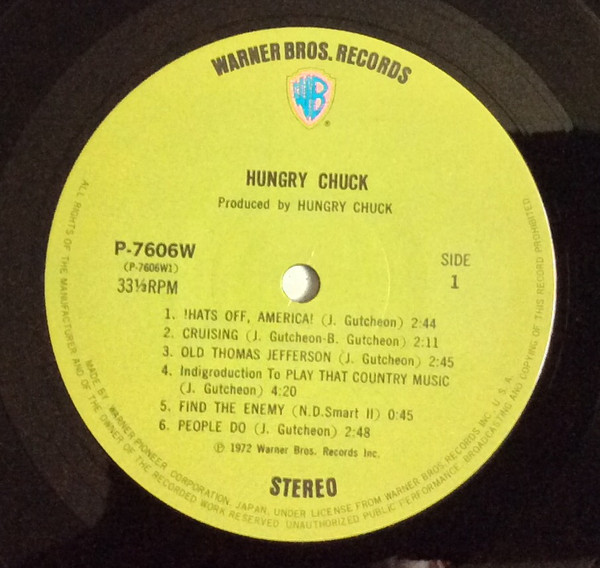 WARNER BROS. RECORDS
WB
®
HUNGRY CHUCK
Produced by HUNGRY CHUCK
P-7606W
(P-7606W1)
33⅓RPM
SIDE
1
1. !HATS OFF, AMERICA! (J. Gutcheon) 2:44
2. CRUISING (J. Gutcheon-B. Gutcheon) 2:11
3. OLD THOMAS JEFFERSON (J. Gutcheon) 2:45
4. Indigroduction To PLAY THAT COUNTRY MUSIC
(J. Gutcheon) 4:20
5. FIND THE ENEMY (N.D.Smart II) 0:45
6. PEOPLE DO (J. Gutcheon) 2:48
℗ 1972 Warner Bros. Records Inc.
STEREO
MADE BY WARNER-PIONEER CORPORATION, JAPAN, UNDER LICENSE FROM WARNER BROS. RECORDS INC., U.S.A.
ALL RIGHTS OF THE MANUFACTURER AND OF THE OWNER OF THE RECORDED WORK RESERVED. UNAUTHORIZED PUBLIC PERFORMANCE, BROADCASTING AND COPYING OF THIS RECORD PROHIBITED.